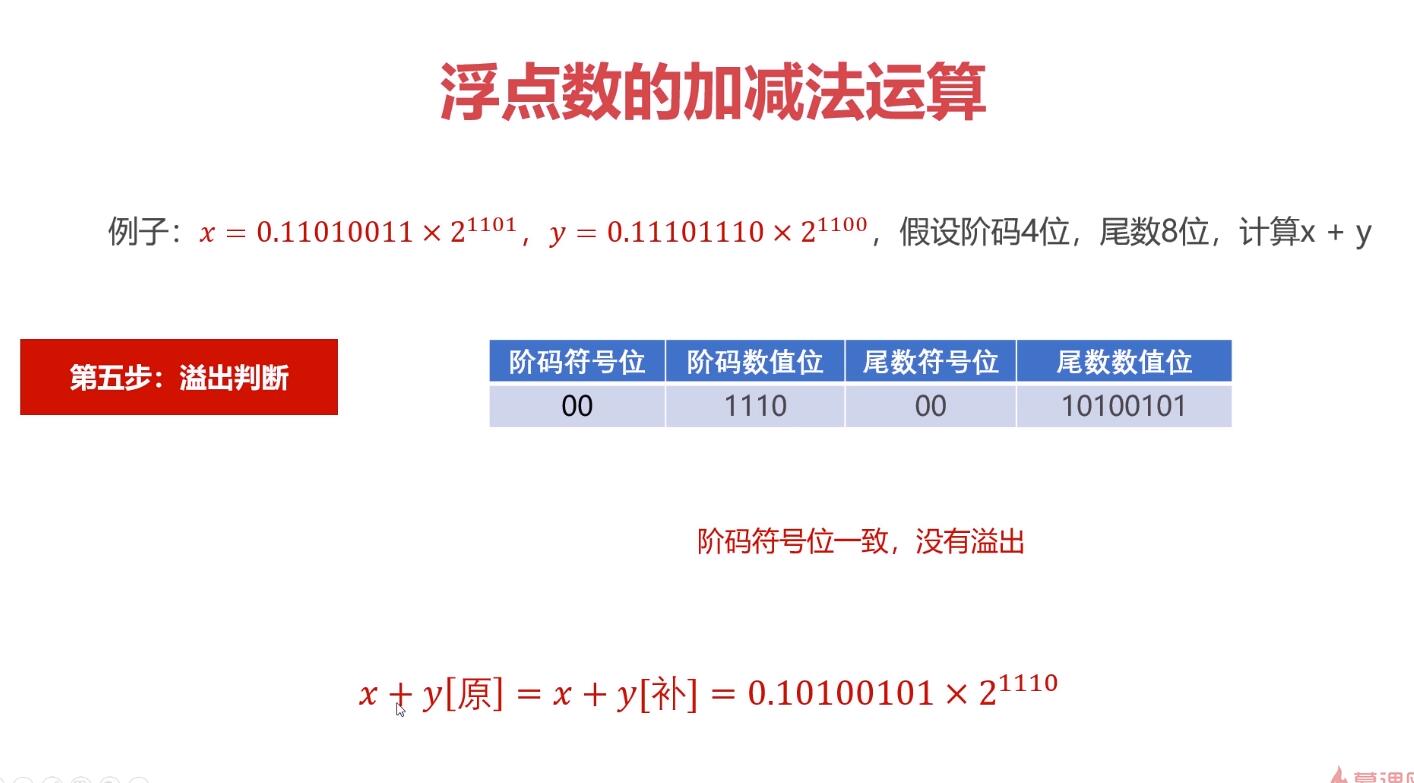 浮点数的加减法运算
例子：x = 0.11010011 × 2^1101，y = 0.11101110 × 2^1100，假设阶码4位，尾数8位，计算x + y
第五步：溢出判断
阶码符号位 阶码数值位 尾数符号位 尾数数值位
00 1110 00 10100101
阶码符号位一致，没有溢出
x + y[原] = x + y[补] = 0.10100101 × 2^1110